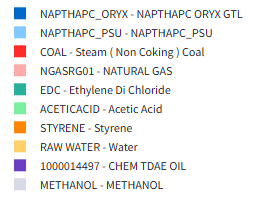 NAPTHAPC_ORYX - NAPTHAPC ORYX GTL
NAPTHAPC_PSU - NAPTHAPC_PSU
COAL - Steam ( Non Coking ) Coal
NGASRG01 - NATURAL GAS
EDC - Ethylene Di Chloride
ACETICACID - Acetic Acid
STYRENE - Styrene
RAW WATER - Water
1000014497 - CHEM TDAE OIL
METHANOL - METHANOL